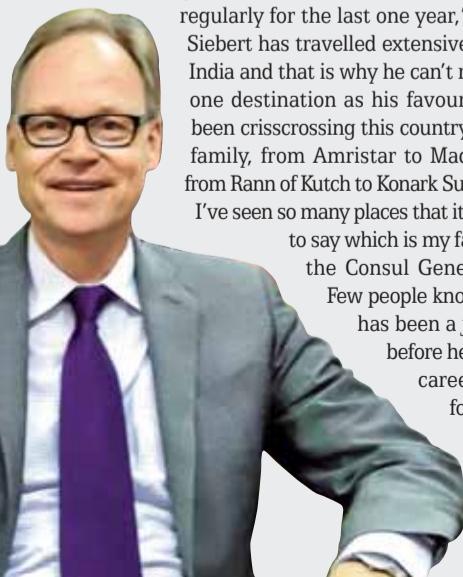 regularly for the last one year,"
Siebert has travelled extensive
India and that is why he can't
one destination as his favour
been crisscrossing this country
family, from Amristar to Mad
from Rann of Kutch to Konark Su
I've seen so many places that it
to say which is my fa
the Consul Gene
Few people kno
has been a
before he
caree
fo